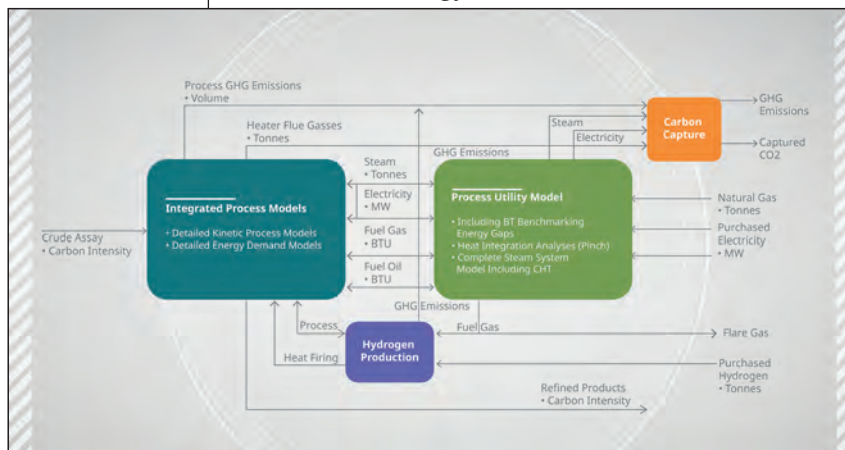 Process GHG Emissions
• Volume
Heater Flue Gasses
• Tonnes
GHG Emissions
Steam
Electricity
Carbon
Capture
GHG
Emissions
Captured
CO2
Integrated Process Models
• Detailed Kinetic Process Models
• Detailed Energy Demand Models
Steam
• Tonnes
Electricity
• MW
Fuel Gas
• BTU
Fuel Oil
• BTU
Process Utility Model
• Including BT Benchmarking
Energy Gaps
• Heat Integration Analyses (Pinch)
• Complete Steam System
Model Including CHT
Natural Gas
• Tonnes
Purchased
Electricity
• MW
Crude Assay
• Carbon Intensity
GHG Emissions
Process
Heat Firing
Hydrogen
Production
Fuel Gas
Flare Gas
Purchased
Hydrogen
• Tonnes
Refined Products
• Carbon Intensity